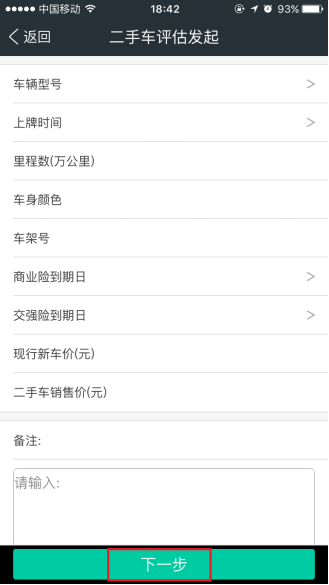 中国移动 18:42 93%
返回 二手车评估发起
车辆型号
上牌时间
里程数(万公里)
车身颜色
车架号
商业险到期日
交强险到期日
现行新车价(元)
二手车销售价(元)
备注:
请输入:
下一步